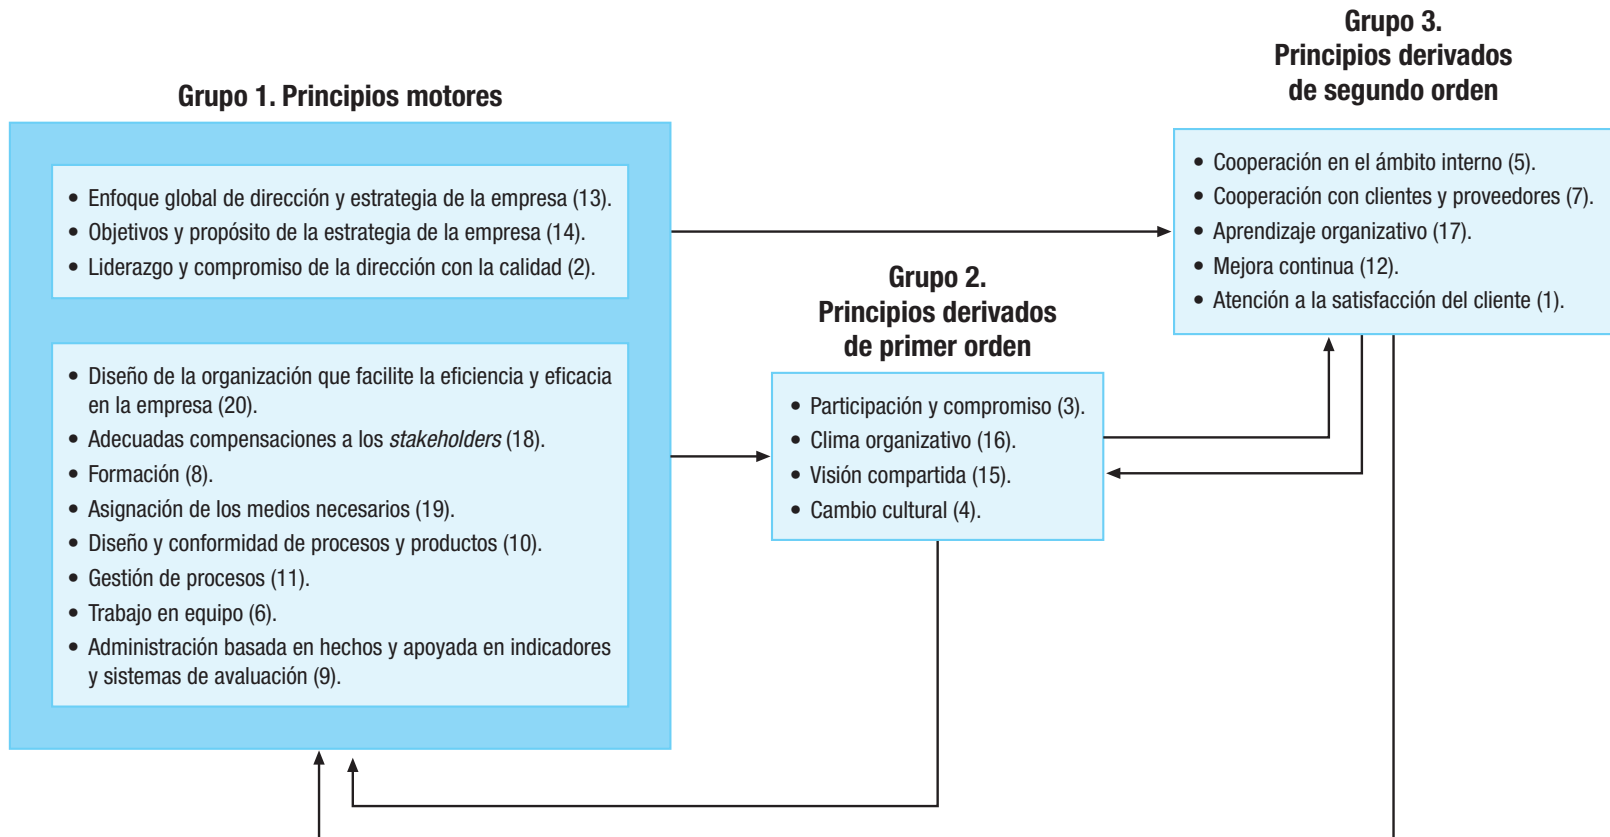 Grupo 1. Principios motores
• Enfoque global de dirección y estrategia de la empresa (13).
• Objetivos y propósito de la estrategia de la empresa (14).
• Liderazgo y compromiso de la dirección con la calidad (2).
• Diseño de la organización que facilite la eficiencia y eficacia
en la empresa (20).
• Adecuadas compensaciones a los stakeholders (18).
• Formación (8).
• Asignación de los medios necesarios (19).
• Diseño y conformidad de procesos y productos (10).
• Gestión de procesos (11).
• Trabajo en equipo (6).
• Administración basada en hechos y apoyada en indicadores
y sistemas de avaluación (9).
Grupo 2.
Principios derivados
de primer orden
• Participación y compromiso (3).
• Clima organizativo (16).
• Visión compartida (15).
• Cambio cultural (4).
Grupo 3.
Principios derivados
de segundo orden
• Cooperación en el ámbito interno (5).
• Cooperación con clientes y proveedores (7).
• Aprendizaje organizativo (17).
• Mejora continua (12).
• Atención a la satisfacción del cliente (1).